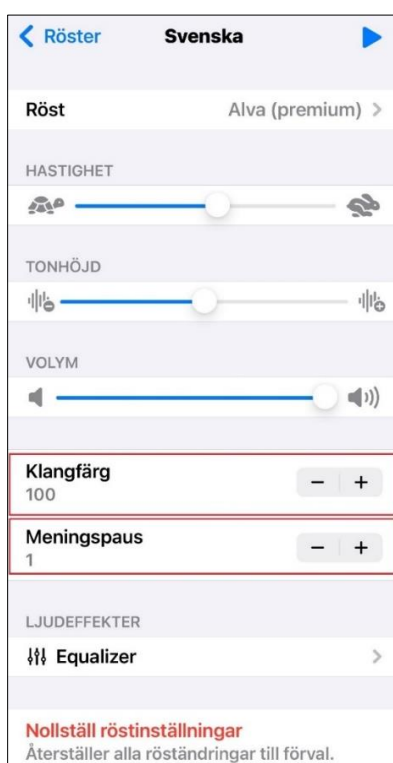 Röster Svenska
Röst Alva (premium)
HASTIGHET
TONHÖJD
VOLYM
Klangfärg
100
Meningspaus
1
LJUDEFFEKTER
Equalizer
Nollställ röstinställningar
Återställer alla röständringar till förval.